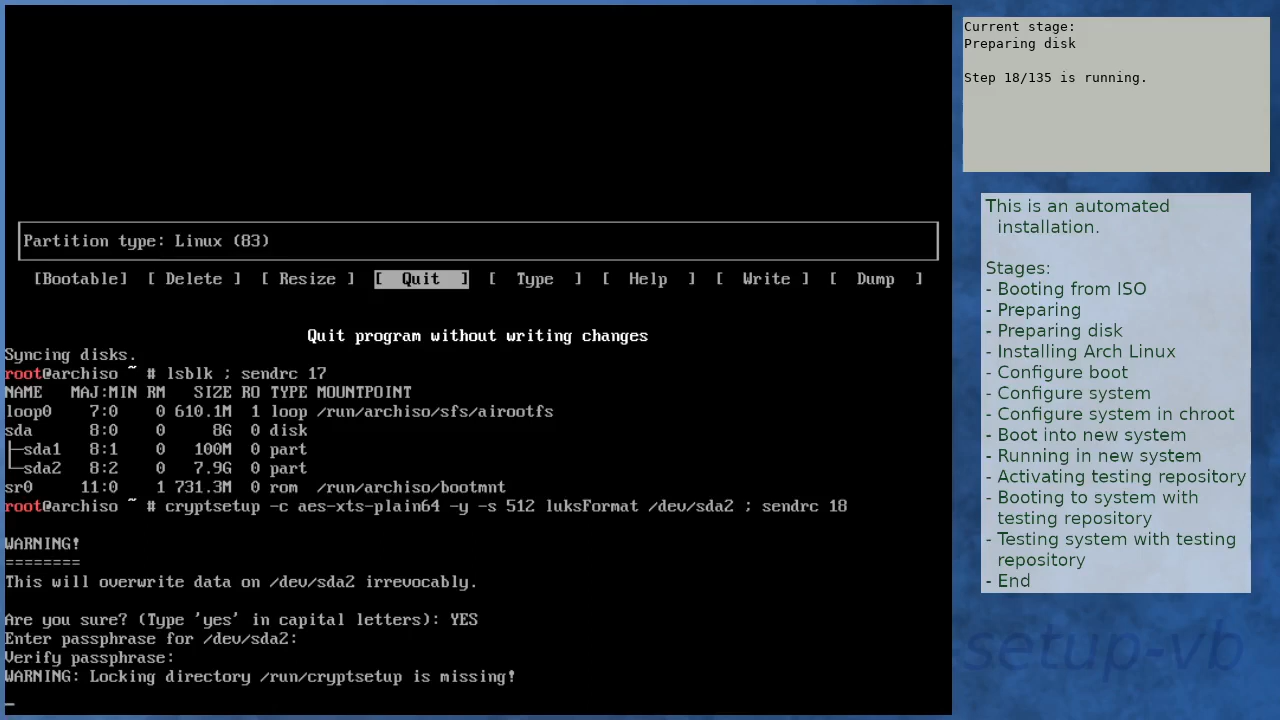 Partition type: Linux (83)
[Bootable] [ Delete ] [ Resize ] [ Quit ] [ Type ] [ Help ] [ Write ] [ Dump ]
Quit program without writing changes
Syncing disks.
root@archiso ~ # lsblk ; sendrc 17
NAME MAJ:MIN RM SIZE RO TYPE MOUNTPOINT
loop0 7:0 0 610.1M 1 loop /run/archiso/sfs/airootfs
sda 8:0 0 8G 0 disk
├─sda1 8:1 0 100M 0 part
└─sda2 8:2 0 7.9G 0 part
sr0 11:0 1 731.3M 0 rom /run/archiso/bootmnt
root@archiso ~ # cryptsetup -c aes-xts-plain64 -y -s 512 luksFormat /dev/sda2 ; sendrc 18
WARNING!
========
This will overwrite data on /dev/sda2 irrevocably.
Are you sure? (Type 'yes' in capital letters): YES
Enter passphrase for /dev/sda2:
Verify passphrase:
WARNING: Locking directory /run/cryptsetup is missing!
_
Current stage:
Preparing disk
Step 18/135 is running.
This is an automated
installation.
Stages:
- Booting from ISO
- Preparing
- Preparing disk
- Installing Arch Linux
- Configure boot
- Configure system
- Configure system in chroot
- Boot into new system
- Running in new system
- Activating testing repository
- Booting to system with
testing repository
- Testing system with testing
repository
- End
setup-vb